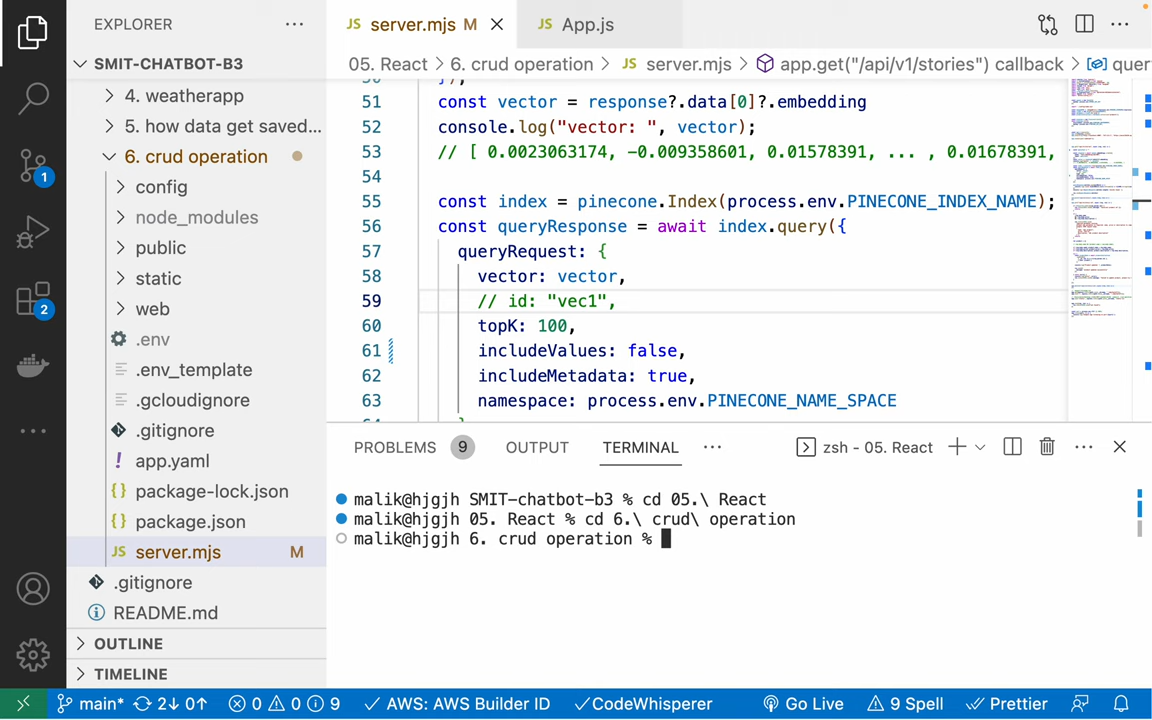 EXPLORER
SMIT-CHATBOT-B3
4. weatherapp
5. how data get saved...
6. crud operation
config
node_modules
public
static
web
.env
.env_template
.gcloudignore
.gitignore
app.yaml
package-lock.json
package.json
JS server.mjs M
.gitignore
README.md
OUTLINE
TIMELINE
1
2
JS server.mjs M
JS App.js
05. React > 6. crud operation > JS server.mjs > app.get("/api/v1/stories") callback > quer
51 const vector = response?.data[0]?.embedding
52 console.log("vector: ", vector);
53 // [ 0.0023063174, -0.009358601, 0.01578391, ... , 0.01678391,
54
55 const index = pinecone.Index(process.env.PINECONE_INDEX_NAME);
56 const queryResponse = await index.query({
57 queryRequest: {
58 vector: vector,
59 // id: "vec1",
60 topK: 100,
61 includeValues: false,
62 includeMetadata: true,
63 namespace: process.env.PINECONE_NAME_SPACE
PROBLEMS 9 OUTPUT TERMINAL ... zsh - 05. React
malik@hjgjh SMIT-chatbot-b3 % cd 05.\ React
malik@hjgjh 05. React % cd 6.\ crud\ operation
malik@hjgjh 6. crud operation %
main* 2↓ 0↑ 0 0 9 AWS: AWS Builder ID CodeWhisperer Go Live 9 Spell Prettier